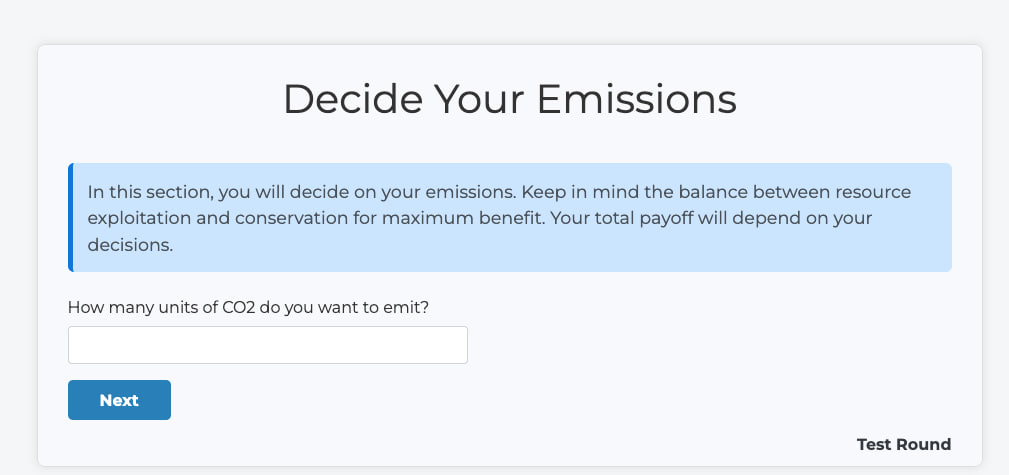 Decide Your Emissions
In this section, you will decide on your emissions. Keep in mind the balance between resource
exploitation and conservation for maximum benefit. Your total payoff will depend on your
decisions.
How many units of CO2 do you want to emit?
Next
Test Round